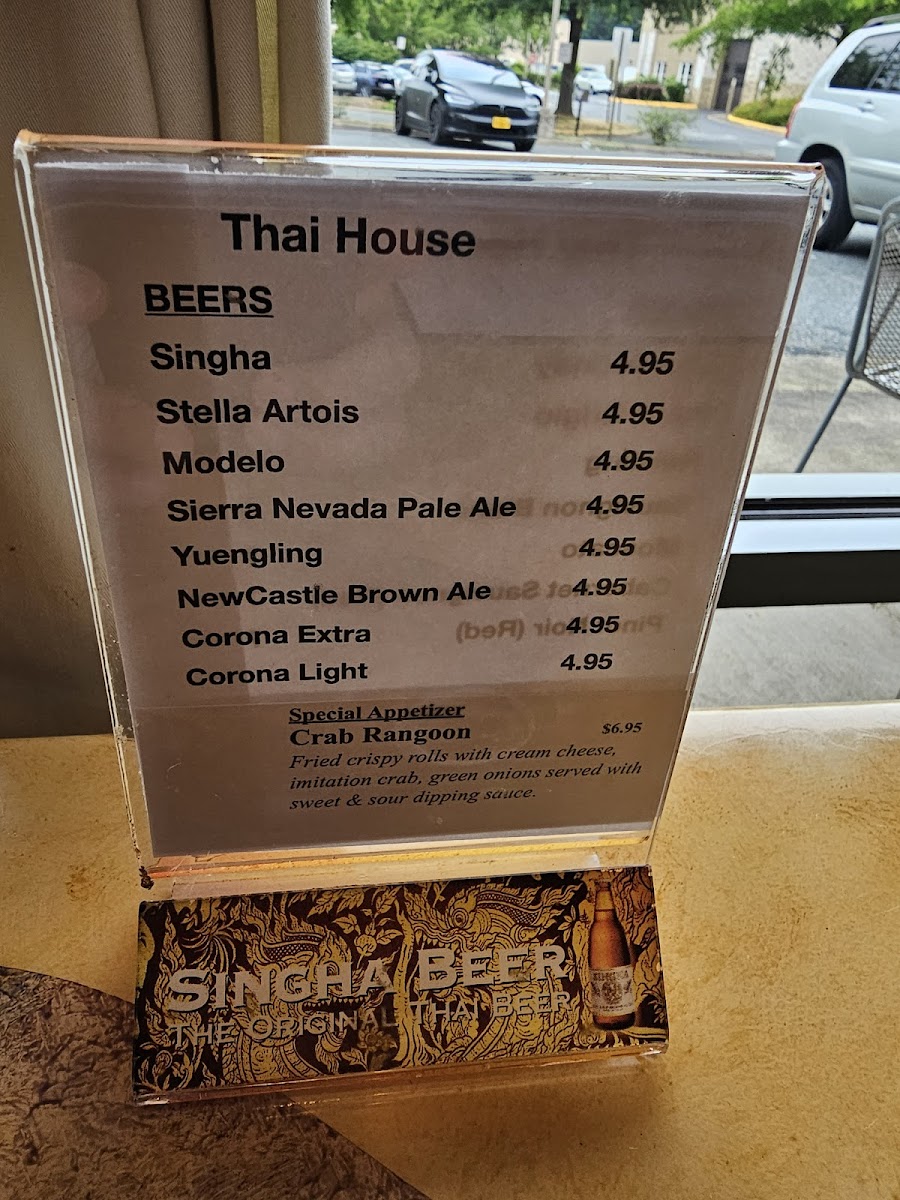 Thai House
BEERS
Singha 4.95
Stella Artois 4.95
Modelo 4.95
Sierra Nevada Pale Ale 4.95
Yuengling 4.95
NewCastle Brown Ale 4.95
Corona Extra 4.95
Corona Light 4.95
Special Appetizer
Crab Rangoon $6.95
Fried crispy rolls with cream cheese,
imitation crab, green onions served with
sweet & sour dipping sauce.
SINGHA BEER
THE ORIGINAL THAI BEER